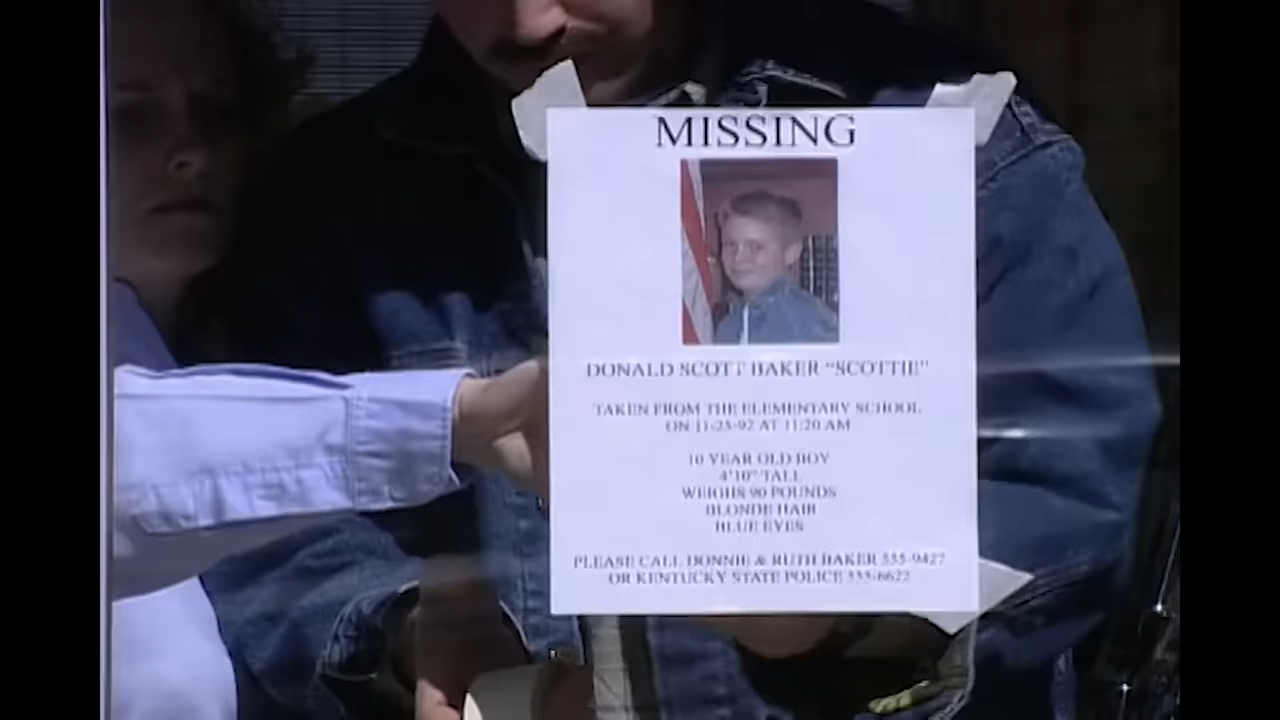 MISSING
DONALD SCOTT BAKER "SCOTTIE"
TAKEN FROM THE ELEMENTARY SCHOOL
ON 11-25-92 AT 11:20 AM
10 YEAR OLD BOY
4'10" TALL
WEIGHS 90 POUNDS
BLONDE HAIR
BLUE EYES
PLEASE CALL DONNIE & RUTH BAKER 555-9427
OR KENTUCKY STATE POLICE 555-6622